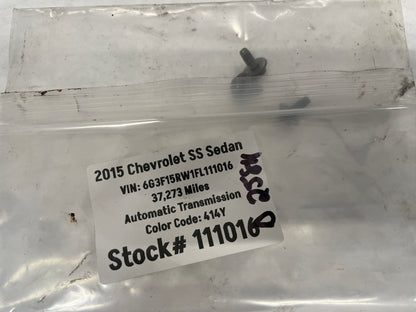 2015 Chevrolet SS Sedan
VIN: 6G3F15RW1FL111016
37,273 Miles
Automatic Transmission
Color Code: 414Y
Stock# 111016